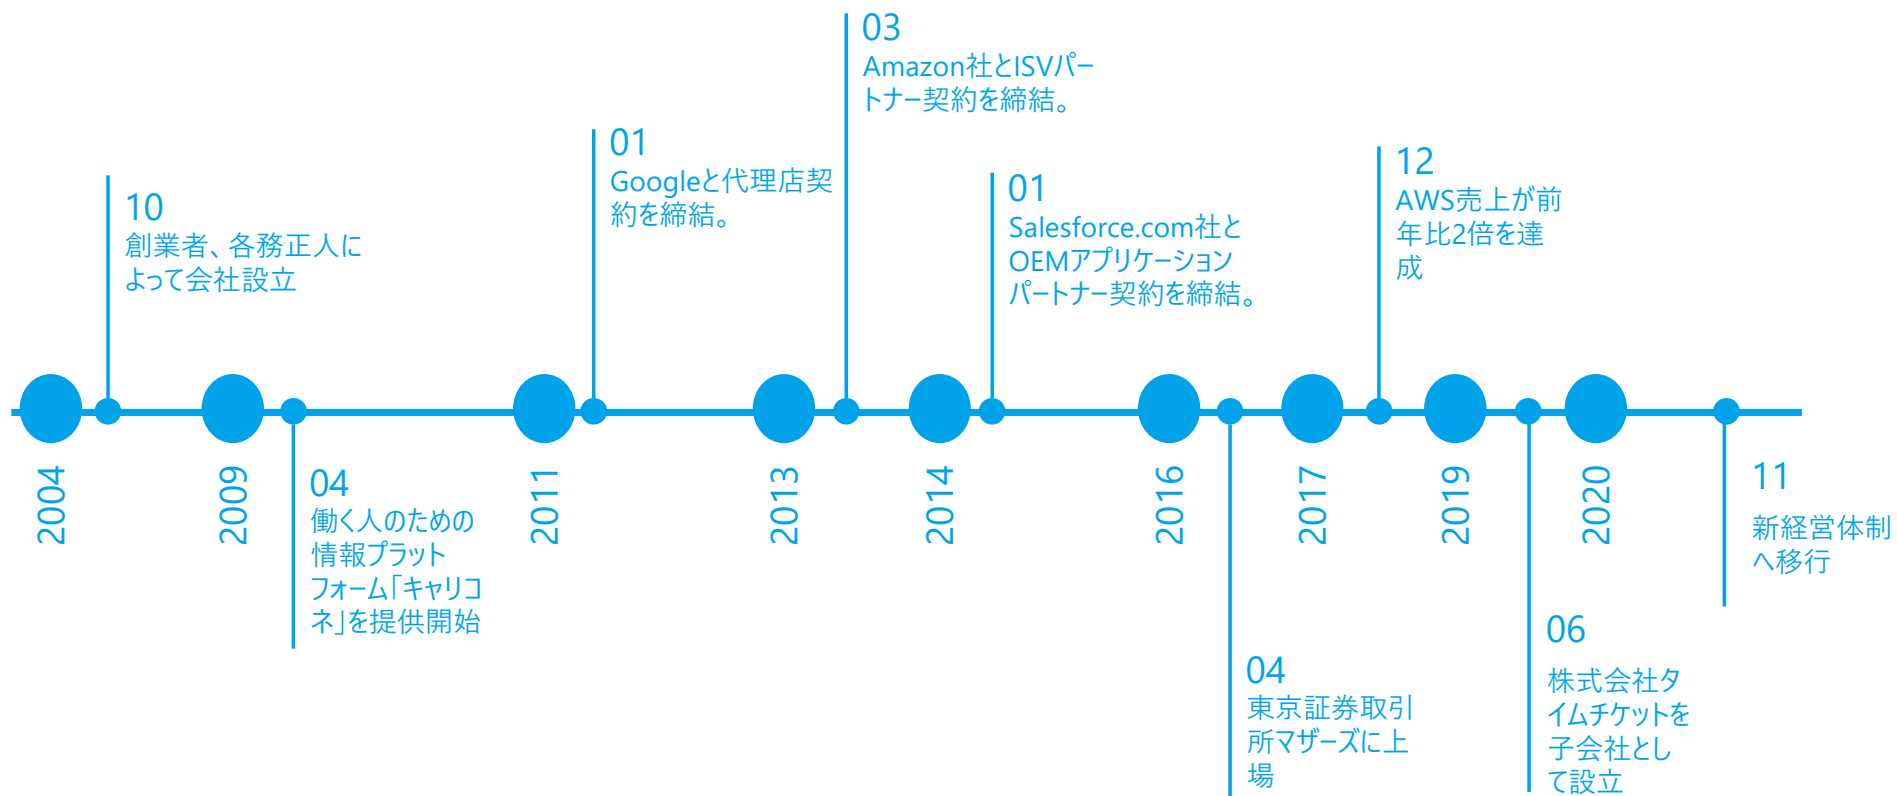 2004
10
創業者、各務正人に
よって会社設立
2009
04
働く人のための
情報プラット
フォーム「キャリコ
ネ」を提供開始
2011
01
Googleと代理店契
約を締結。
2013
03
Amazon社とISVパー
トナー契約を締結。
2014
01
Salesforce.com社と
OEMアプリケーション
パートナー契約を締結。
2016
04
東京証券取引
所マザーズに上
場
2017
12
AWS売上が前
年比2倍を達
成
2019
06
株式会社タ
イムチケットを
子会社とし
て設立
2020
11
新経営体制
へ移行